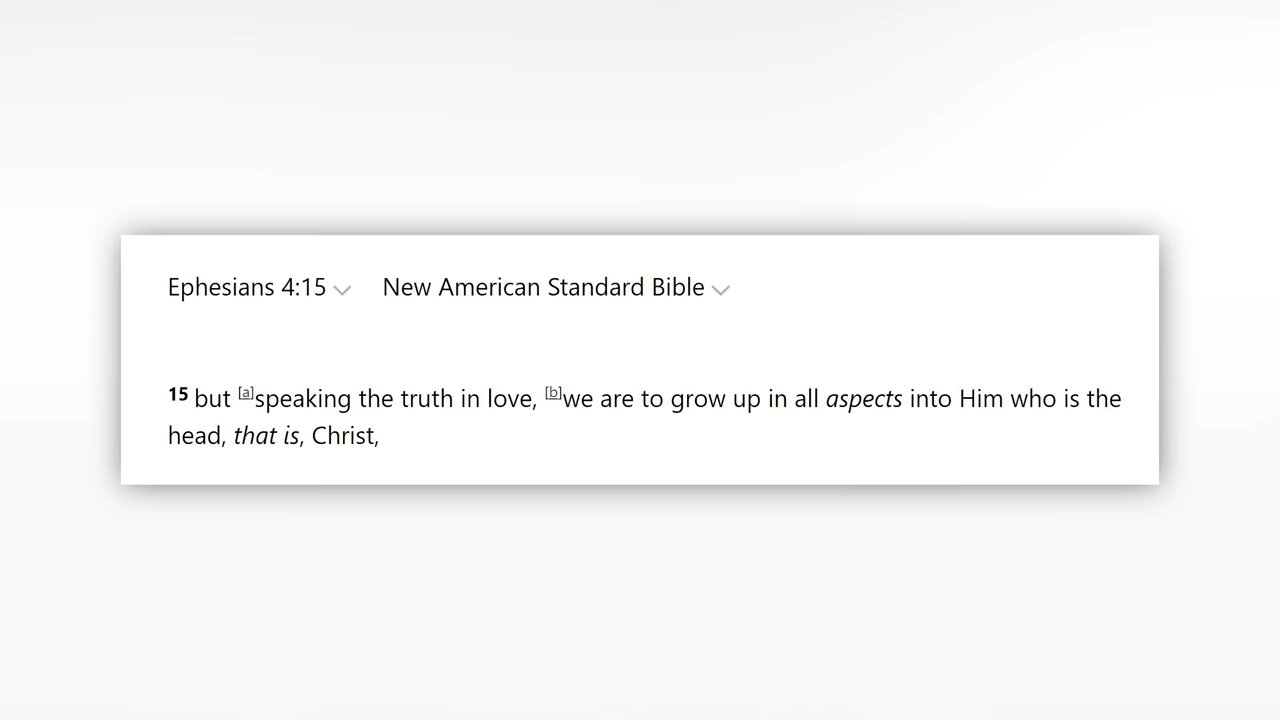 Ephesians 4:15 New American Standard Bible
15 but [a]speaking the truth in love, [b]we are to grow up in all aspects into Him who is the
head, that is, Christ,